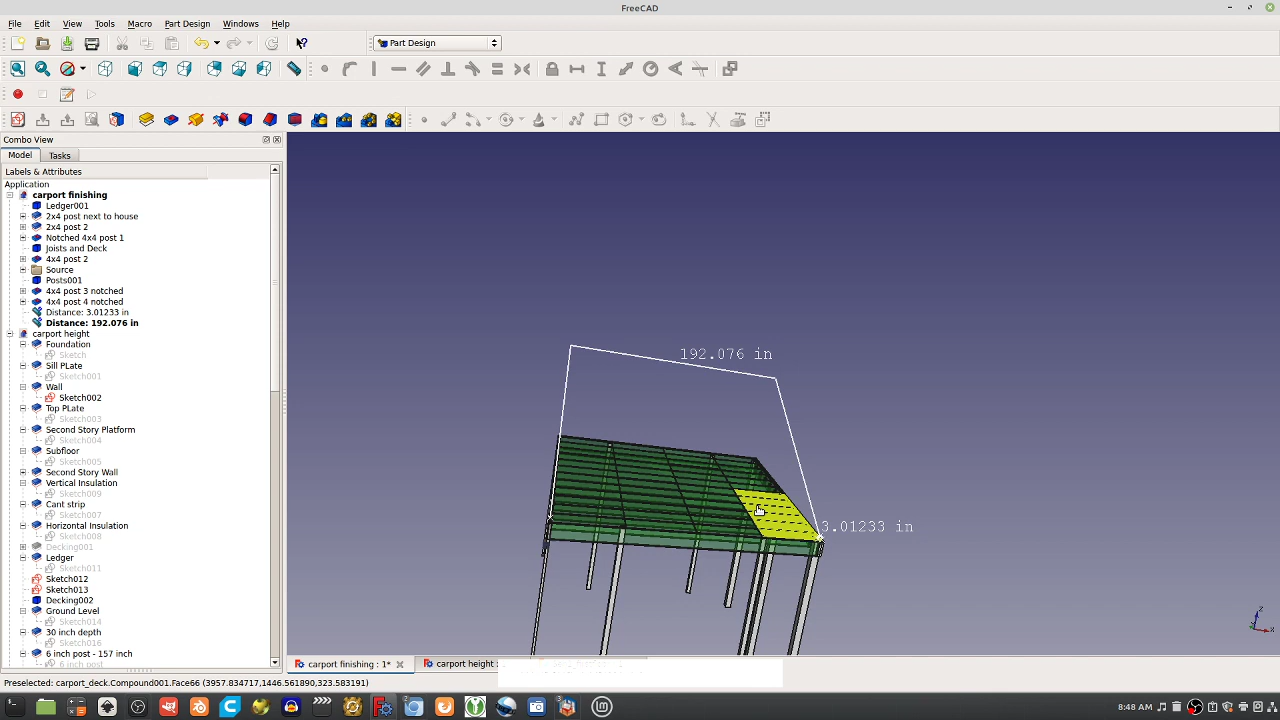 FreeCAD
File Edit View Tools Macro Part Design Windows Help
Part Design
Combo View
Model Tasks
Labels & Attributes
Application
carport finishing
Ledger001
2x4 post next to house
2x4 post 2
Notched 4x4 post 1
Joists and Deck
4x4 post 2
Source
Posts001
4x4 post 3 notched
4x4 post 4 notched
Distance: 3.01233 in
Distance: 192.076 in
carport height
Foundation
Sketch
Sill PLate
Sketch001
Wall
Sketch002
Top PLate
Sketch003
Second Story Platform
Sketch004
Subfloor
Sketch005
Second Story Wall
Vertical Insulation
Sketch009
Cant strip
Sketch007
Horizontal Insulation
Sketch008
Decking001
Ledger
Sketch011
Sketch012
Sketch013
Decking002
Ground Level
Sketch014
30 inch depth
Sketch016
6 inch post - 157 inch
6 inch post
192.076 in
3.01233 in
carport finishing : 1*
carport height :
Preselected: carport_deck.Compound001.Face66 (3957.834717,1446.561890,323.583191)
8:48 AM